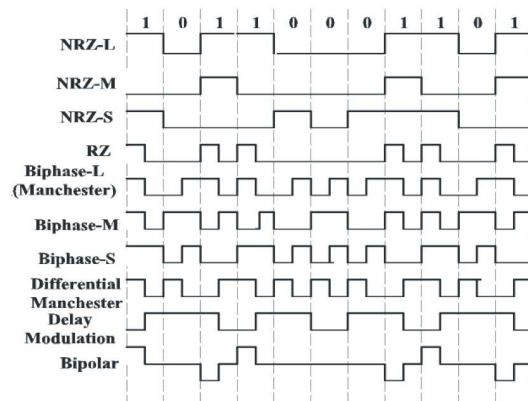 1 0 1 1 0 0 0 1 1 0 1
NRZ-L
NRZ-M
NRZ-S
RZ
Biphase-L
(Manchester)
Biphase-M
Biphase-S
Differential
Manchester
Delay
Modulation
Bipolar